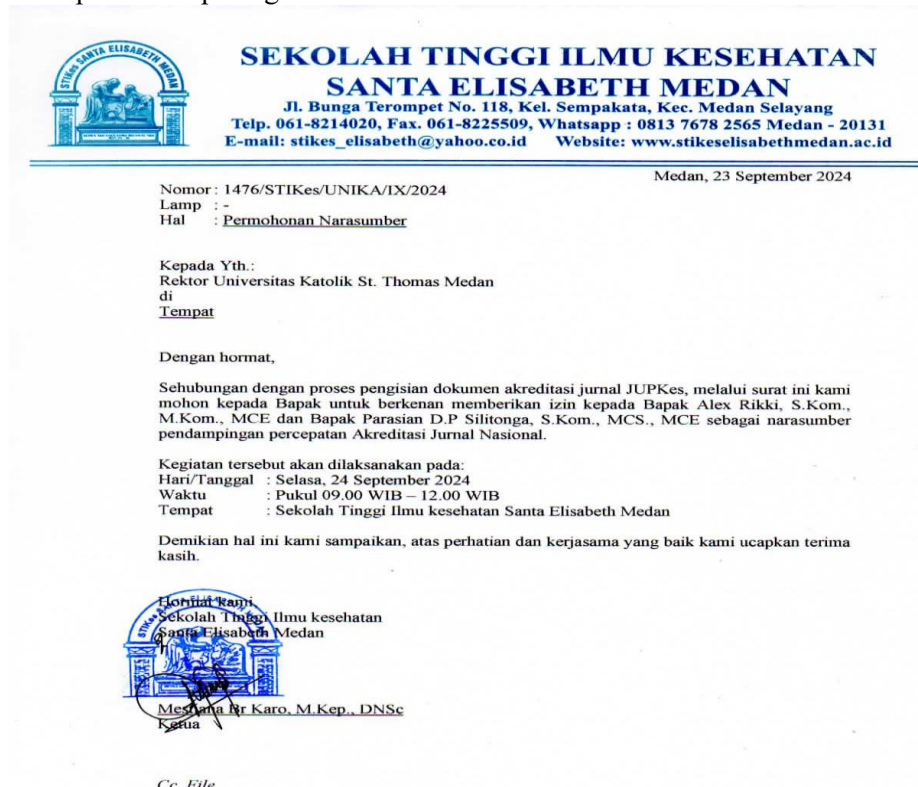 SEKOLAH TINGGI ILMU KESEHATAN
SANTA ELISABETH MEDAN
Jl. Bunga Terompet No. 118, Kel. Sempakata, Kec. Medan Selayang
Telp. 061-8214020, Fax. 061-8225509, Whatsapp : 0813 7678 2565 Medan - 20131
E-mail: stikes_elisabeth@yahoo.co.id Website: www.stikeselisabethmedan.ac.id
STIKes SANTA ELISABETH MEDAN
Medan, 23 September 2024
Nomor : 1476/STIKes/UNIKA/IX/2024
Lamp : -
Hal : Permohonan Narasumber
Kepada Yth.:
Rektor Universitas Katolik St. Thomas Medan
di
Tempat
Dengan hormat,
Sehubungan dengan proses pengisian dokumen akreditasi jurnal JUPKes, melalui surat ini kami
mohon kepada Bapak untuk berkenan memberikan izin kepada Bapak Alex Rikki, S.Kom.,
M.Kom., MCE dan Bapak Parasian D.P Silitonga, S.Kom., MCS., MCE sebagai narasumber
pendampingan percepatan Akreditasi Jurnal Nasional.
Kegiatan tersebut akan dilaksanakan pada:
Hari/Tanggal : Selasa, 24 September 2024
Waktu : Pukul 09.00 WIB – 12.00 WIB
Tempat : Sekolah Tinggi Ilmu kesehatan Santa Elisabeth Medan
Demikian hal ini kami sampaikan, atas perhatian dan kerjasama yang baik kami ucapkan terima
kasih.
Hormat kami,
Sekolah Tinggi Ilmu kesehatan
Santa Elisabeth Medan
Mestiana Br Karo, M.Kep., DNSc
Ketua
Cc. File